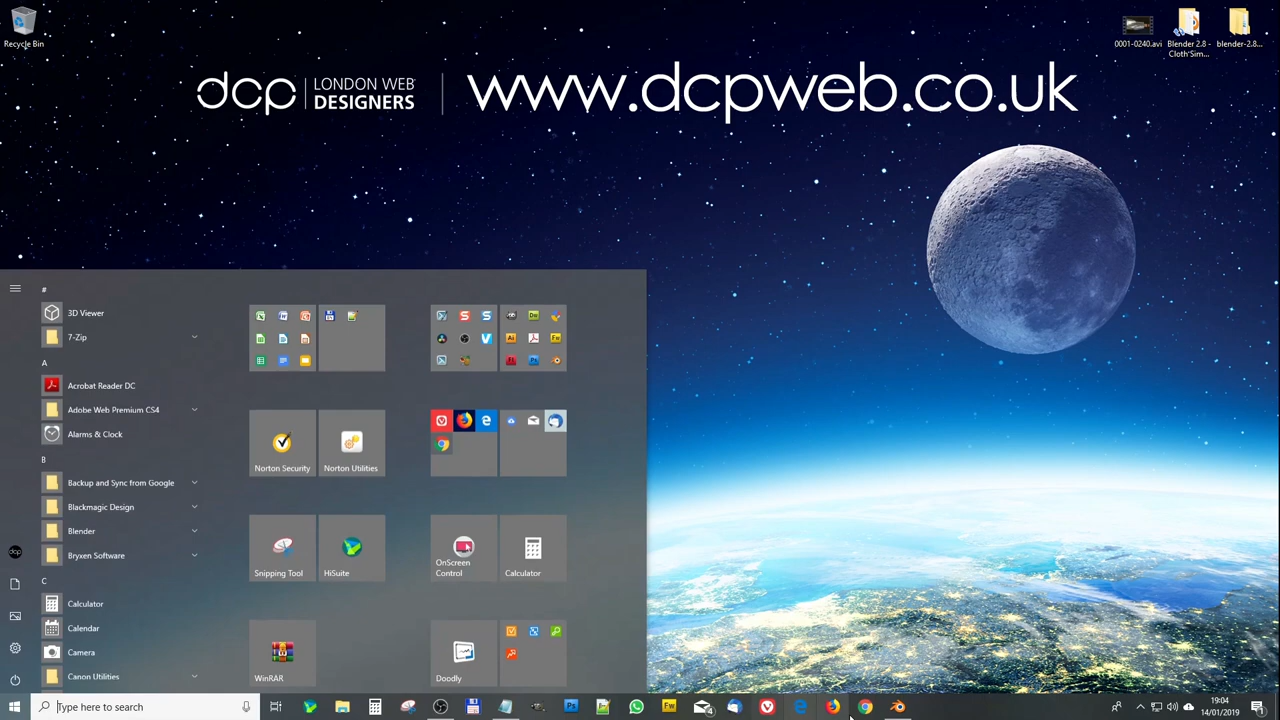 Recycle Bin
0001-0240.avi
Blender 2.8 -
Cloth Sim...
blender-2.8...
dcp
LONDON WEB
DESIGNERS
www.dcpweb.co.uk
#
3D Viewer
7-Zip
A
Acrobat Reader DC
Adobe Web Premium CS4
Alarms & Clock
B
Backup and Sync from Google
Blackmagic Design
Blender
Bryxen Software
C
Calculator
Calendar
Camera
Canon Utilities
Norton Security
Norton Utilities
Snipping Tool
HiSuite
OnScreen
Control
Calculator
WinRAR
Doodly
Type here to search
19:04
14/01/2019